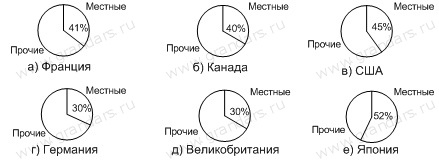 Местные Местные Местные
41% 40% 45%
Прочие Прочие Прочие
а) Франция б) Канада в) США
Местные Местные Местные
30% 30% 52%
Прочие Прочие Прочие
г) Германия д) Великобритания е) Япония